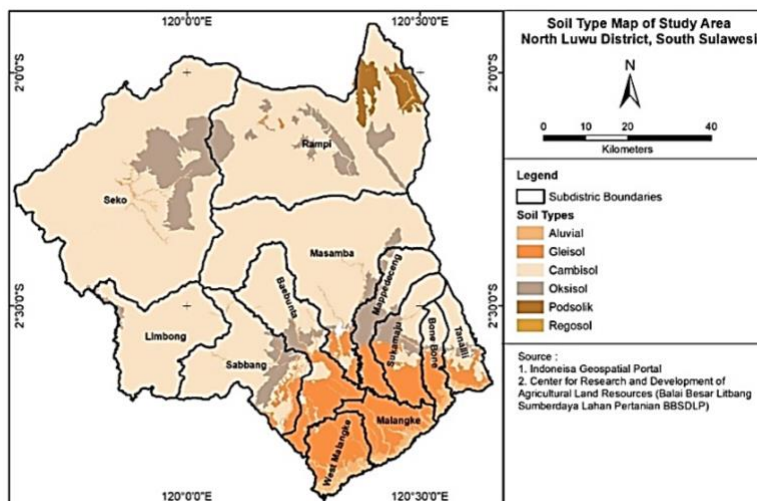 120°0'0"E
120°30'0"E
2°0'0"S
2°0'0"S
Rampi
Seko
Masamba
Mappedeceng
Baebunta
2°30'0"S
2°30'0"S
Sukamaju
Bone Bone
Tanalili
Limbong
Sabbang
Malangke
West Malangke
120°0'0"E
120°30'0"E
Soil Type Map of Study Area
North Luwu District, South Sulawesi
N
0 10 20 40
Kilometers
Legend
Subdistric Boundaries
Soil Types
Aluvial
Gleisol
Cambisol
Oksisol
Podsolik
Regosol
Source :
1. Indoneisa Geospatial Portal
2. Center for Research and Development of
Agricultural Land Resources (Balai Besar Litbang
Sumberdaya Lahan Pertanian BBSDLP)